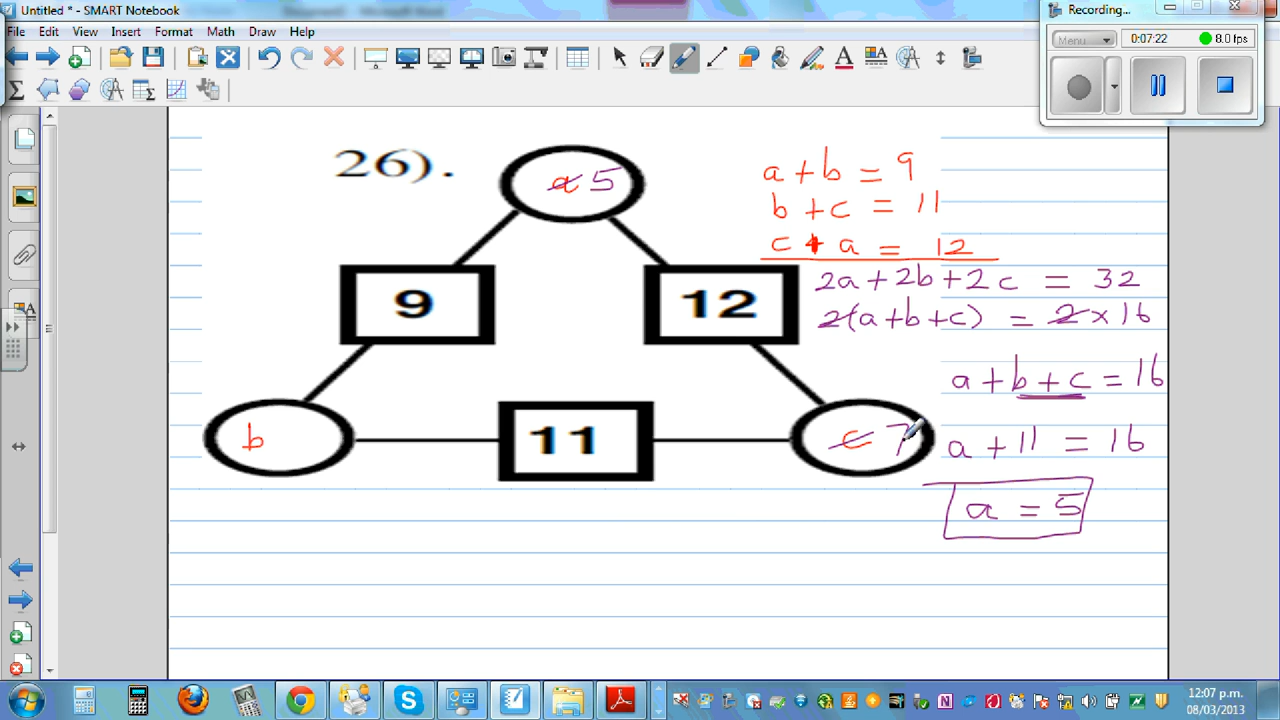 Untitled * - SMART Notebook
Recording...
File Edit View Insert Format Math Draw Help
Menu
0:07:22
8.0 fps
26).
a 5
a + b = 9
b + c = 11
c + a = 12
2a + 2b + 2c = 32
2(a+b+c) = 2 × 16
9
12
a + b + c = 16
b
11
c 7
a + 11 = 16
a = 5
12:07 p.m.
08/03/2013